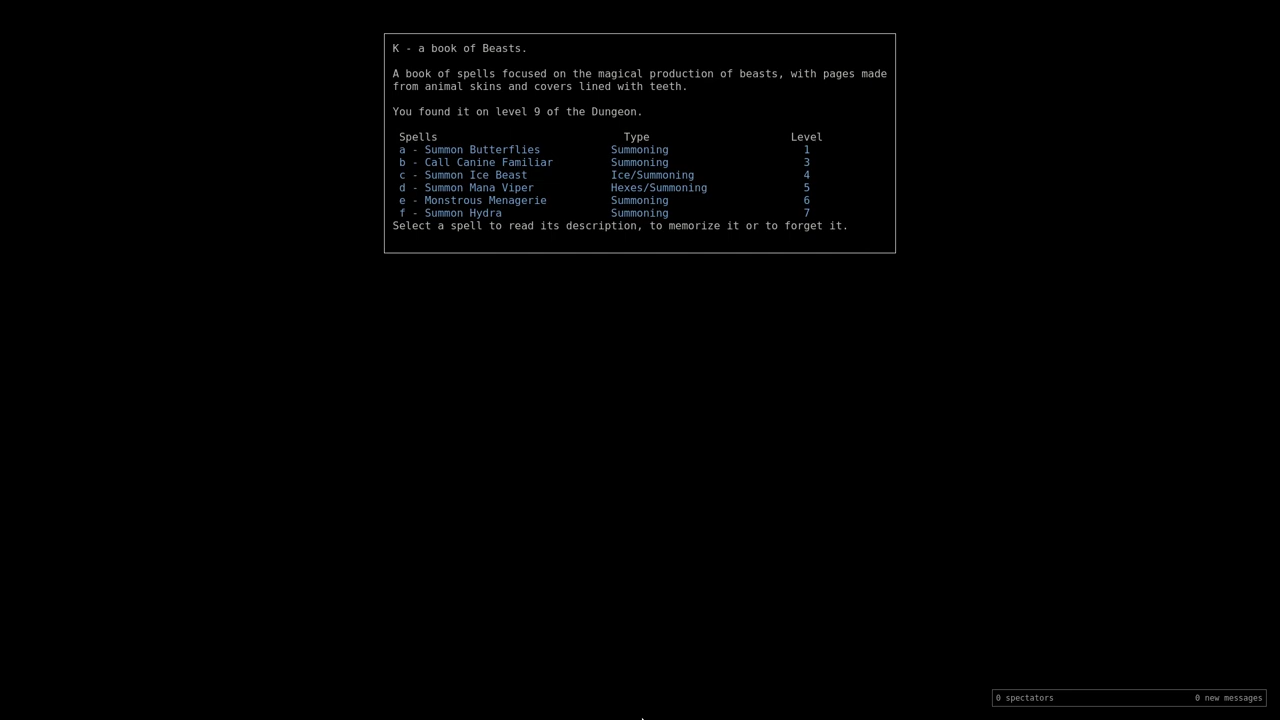 K - a book of Beasts.
A book of spells focused on the magical production of beasts, with pages made
from animal skins and covers lined with teeth.
You found it on level 9 of the Dungeon.
Spells Type Level
a - Summon Butterflies Summoning 1
b - Call Canine Familiar Summoning 3
c - Summon Ice Beast Ice/Summoning 4
d - Summon Mana Viper Hexes/Summoning 5
e - Monstrous Menagerie Summoning 6
f - Summon Hydra Summoning 7
Select a spell to read its description, to memorize it or to forget it.
0 spectators 0 new messages